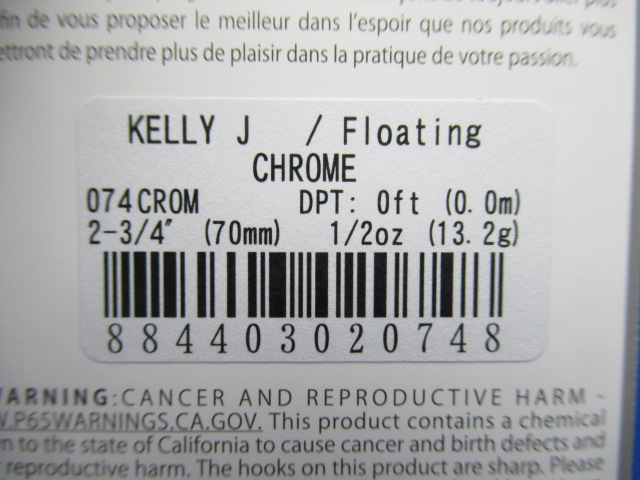 fin de vous proposer le meilleur dans l'espoir que nos produits vous
de prendre plus de plaisir dans la pratique de votre passion.
KELLY J / Floating
CHROME
074CROM DPT: 0ft (0.0m)
2-3/4" (70mm) 1/2oz (13.2g)
884403020748
WARNING:CANCER AND REPRODUCTIVE HARM -
W.P65WARNINGS.CA.GOV. This product contains a chemical
to the state of California to cause cancer and birth defects and
reproductive harm. The hooks on this product are sharp. Please